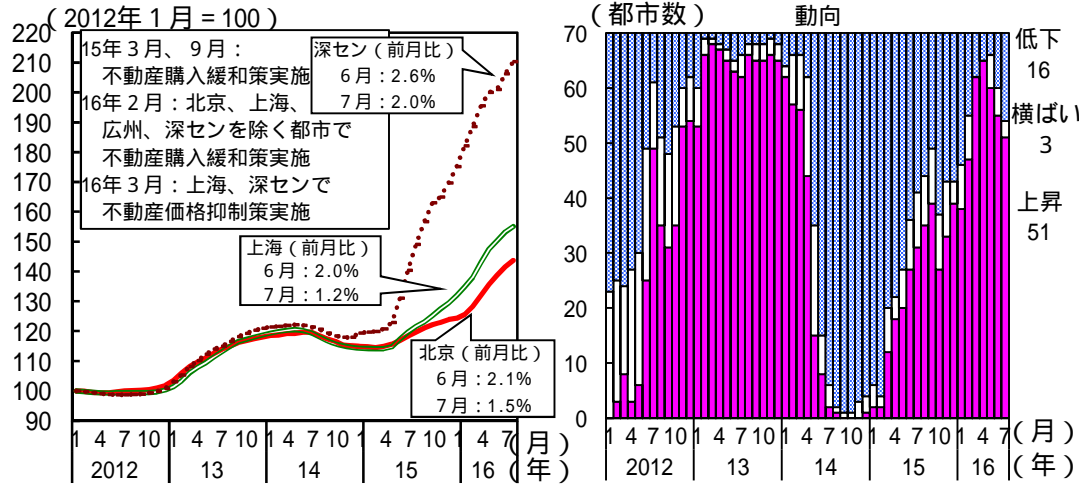 （2012年１月＝100）
220
210
200
190
180
170
160
150
140
130
120
110
100
90
15年３月、９月：
不動産購入緩和策実施
16年２月：北京、上海、
広州、深センを除く都市で
不動産購入緩和策実施
16年３月：上海、深センで
不動産価格抑制策実施
深セン（前月比）
６月：2.6%
７月：2.0%
上海（前月比）
６月：2.0%
７月：1.2%
北京（前月比）
６月：2.1%
７月：1.5%
1 4 7 10 1 4 7 10 1 4 7 10 1 4 7 10 1 4 7（月）
2012 13 14 15 16（年）
（都市数） 動向
70
60
50
40
30
20
10
0
低下
16
横ばい
3
上昇
51
1 4 7 10 1 4 7 10 1 4 7 10 1 4 7 10 1 4 7（月）
2012 13 14 15 16（年）